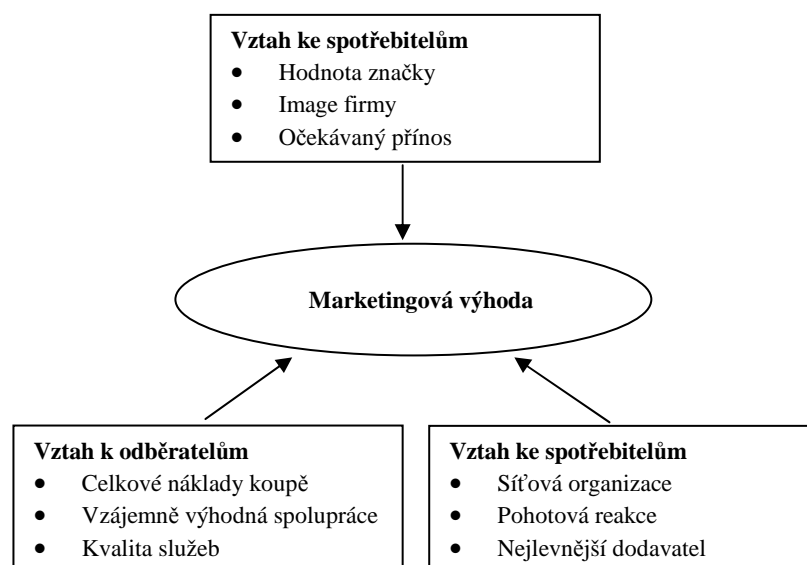 Vztah ke spotřebitelům
• Hodnota značky
• Image firmy
• Očekávaný přínos
Marketingová výhoda
Vztah k odběratelům
• Celkové náklady koupě
• Vzájemně výhodná spolupráce
• Kvalita služeb
Vztah ke spotřebitelům
• Síťová organizace
• Pohotová reakce
• Nejlevnější dodavatel